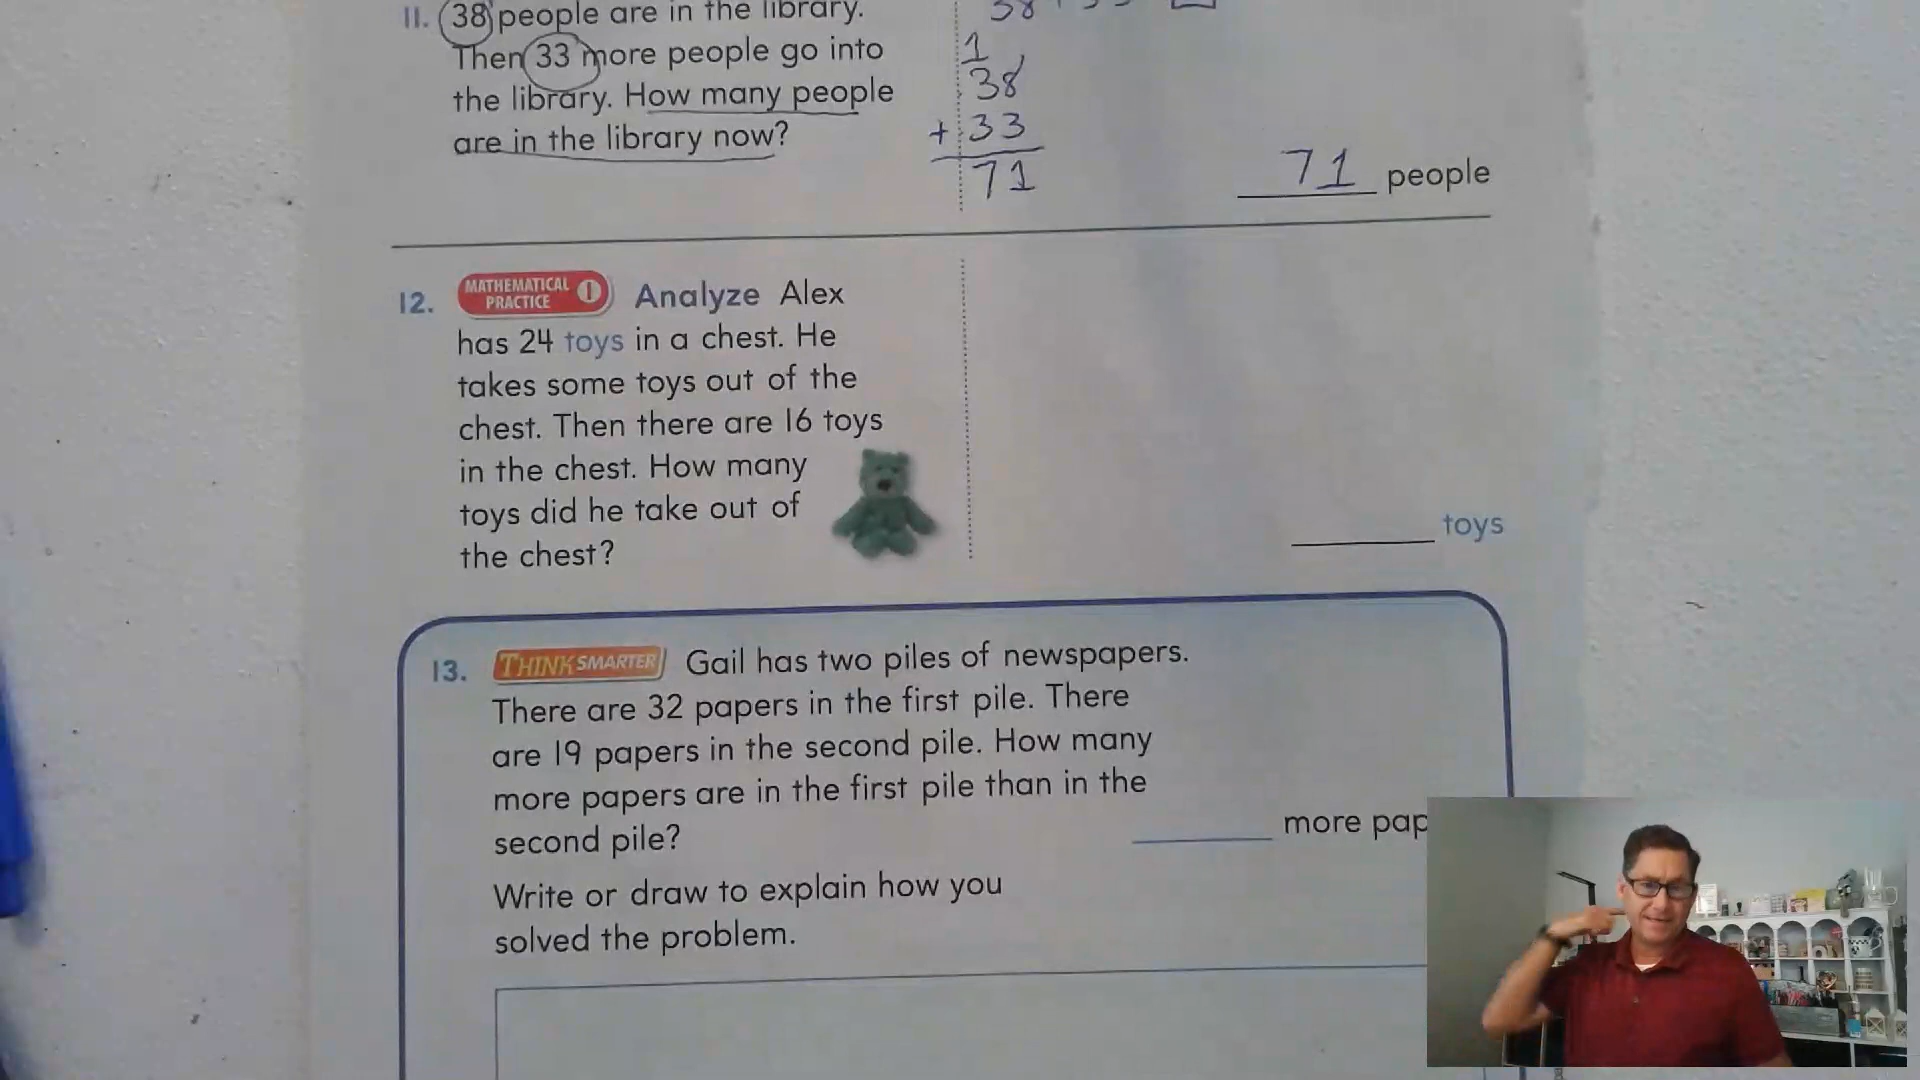 11. 38 people are in the library.
Then 33 more people go into
the library. How many people
are in the library now?
1
38
+ 33
71
71 people
12. MATHEMATICAL PRACTICE 1 Analyze Alex
has 24 toys in a chest. He
takes some toys out of the
chest. Then there are 16 toys
in the chest. How many
toys did he take out of
the chest?
toys
13. THINK SMARTER Gail has two piles of newspapers.
There are 32 papers in the first pile. There
are 19 papers in the second pile. How many
more papers are in the first pile than in the
second pile?
more pap
Write or draw to explain how you
solved the problem.